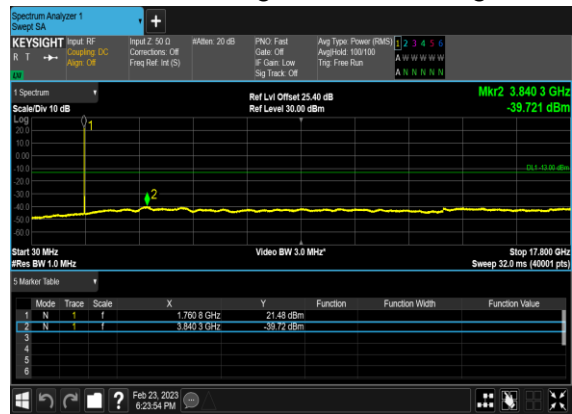 Spectrum Analyzer 1
Swept SA
+
KEYSIGHT Input: RF Input Z: 50 Ω #Atten: 20 dB PNO: Fast Avg Type: Power (RMS) 1 2 3 4 5 6
R T Coupling: DC Corrections: Off Gate: Off Avg|Hold: 100/100 A W W W W W
Align: Off Freq Ref: Int (S) IF Gain: Low Trig: Free Run
Sig Track: Off A N N N N N
1 Spectrum Ref Lvl Offset 25.40 dB Mkr2 3.840 3 GHz
Scale/Div 10 dB Ref Level 30.00 dBm -39.721 dBm
Log
20.0 1
10.0
0.00
-10.0 DL1 -13.00 dBm
-20.0
-30.0 2
-40.0
-50.0
-60.0
Start 30 MHz Video BW 3.0 MHz* Stop 17.800 GHz
#Res BW 1.0 MHz Sweep 32.0 ms (40001 pts)
5 Marker Table
Mode Trace Scale X Y Function Function Width Function Value
1 N 1 f 1.760 8 GHz 21.48 dBm
2 N 1 f 3.840 3 GHz -39.72 dBm
3
4
5
6
? Feb 23, 2023
6:23:54 PM